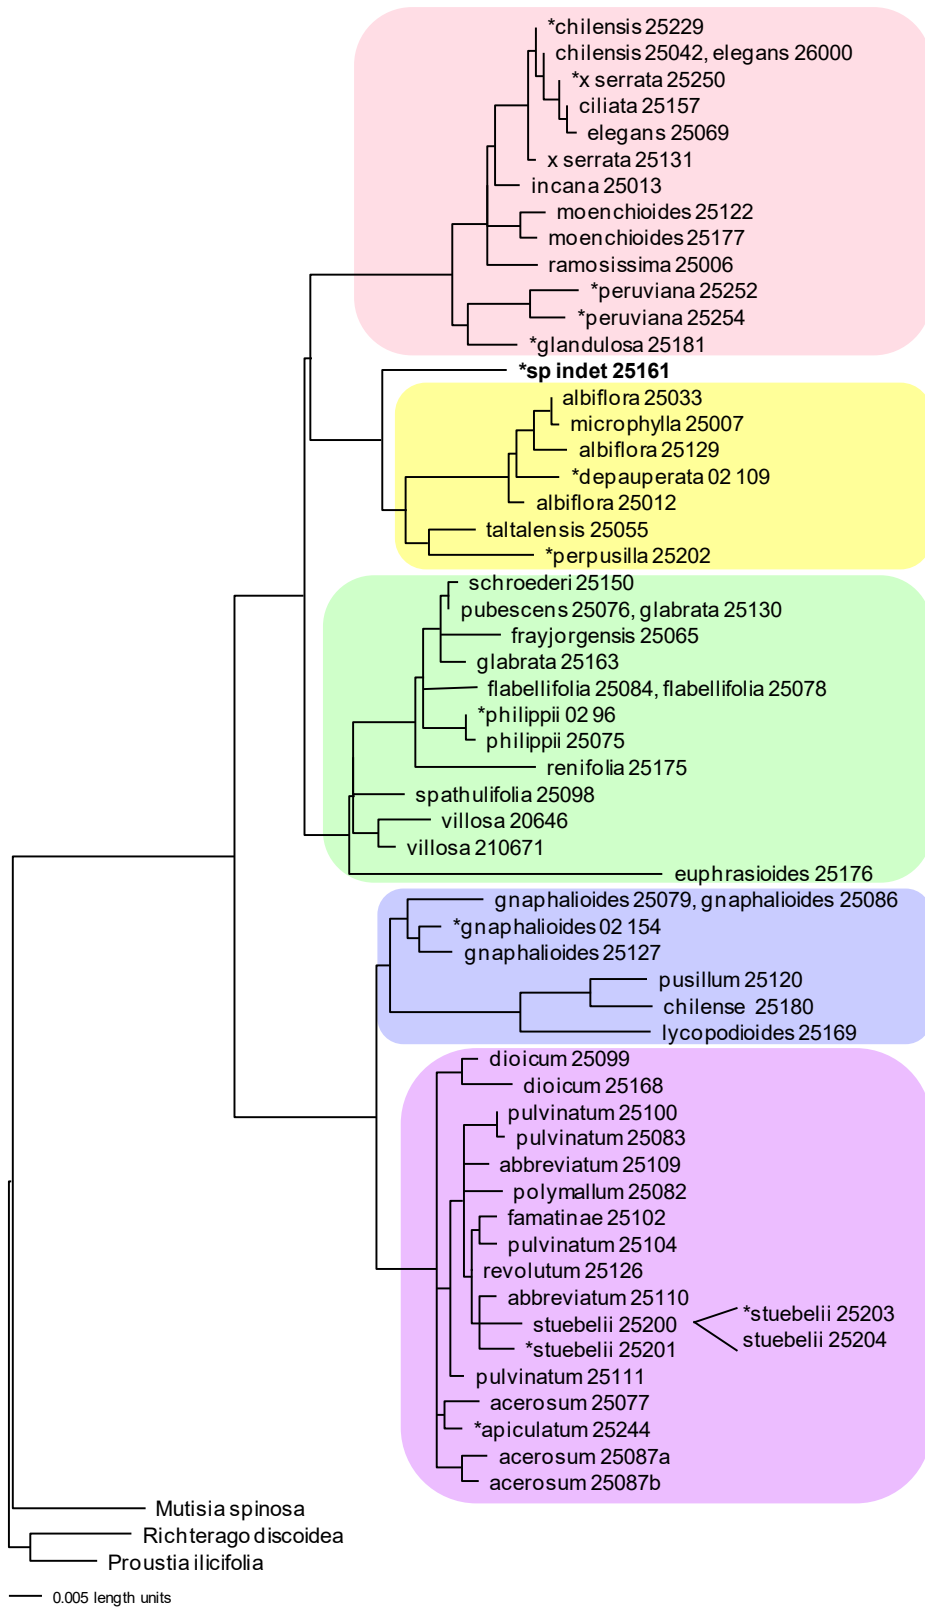 *chilensis 25229
chilensis 25042, elegans 26000
*x serrata 25250
ciliata 25157
elegans 25069
x serrata 25131
incana 25013
moenchioides 25122
moenchioides 25177
ramosissima 25006
*peruviana 25252
*peruviana 25254
*glandulosa 25181
*sp indet 25161
albiflora 25033
microphylla 25007
albiflora 25129
*depauperata 02 109
albiflora 25012
taltalensis 25055
*perpusilla 25202
schroederi 25150
pubescens 25076, glabrata 25130
frayjorgensis 25065
glabrata 25163
flabellifolia 25084, flabellifolia 25078
*philippii 02 96
philippii 25075
renifolia 25175
spathulifolia 25098
villosa 20646
villosa 210671
euphrasioides 25176
gnaphalioides 25079, gnaphalioides 25086
*gnaphalioides 02 154
gnaphalioides 25127
pusillum 25120
chilense 25180
lycopodioides 25169
dioicum 25099
dioicum 25168
pulvinatum 25100
pulvinatum 25083
abbreviatum 25109
polymallum 25082
famatinae 25102
pulvinatum 25104
revolutum 25126
abbreviatum 25110
stuebelii 25200
*stuebelii 25203
stuebelii 25204
*stuebelii 25201
pulvinatum 25111
acerosum 25077
*apiculatum 25244
acerosum 25087a
acerosum 25087b
Mutisia spinosa
Richterago discoidea
Proustia ilicifolia
0.005 length units